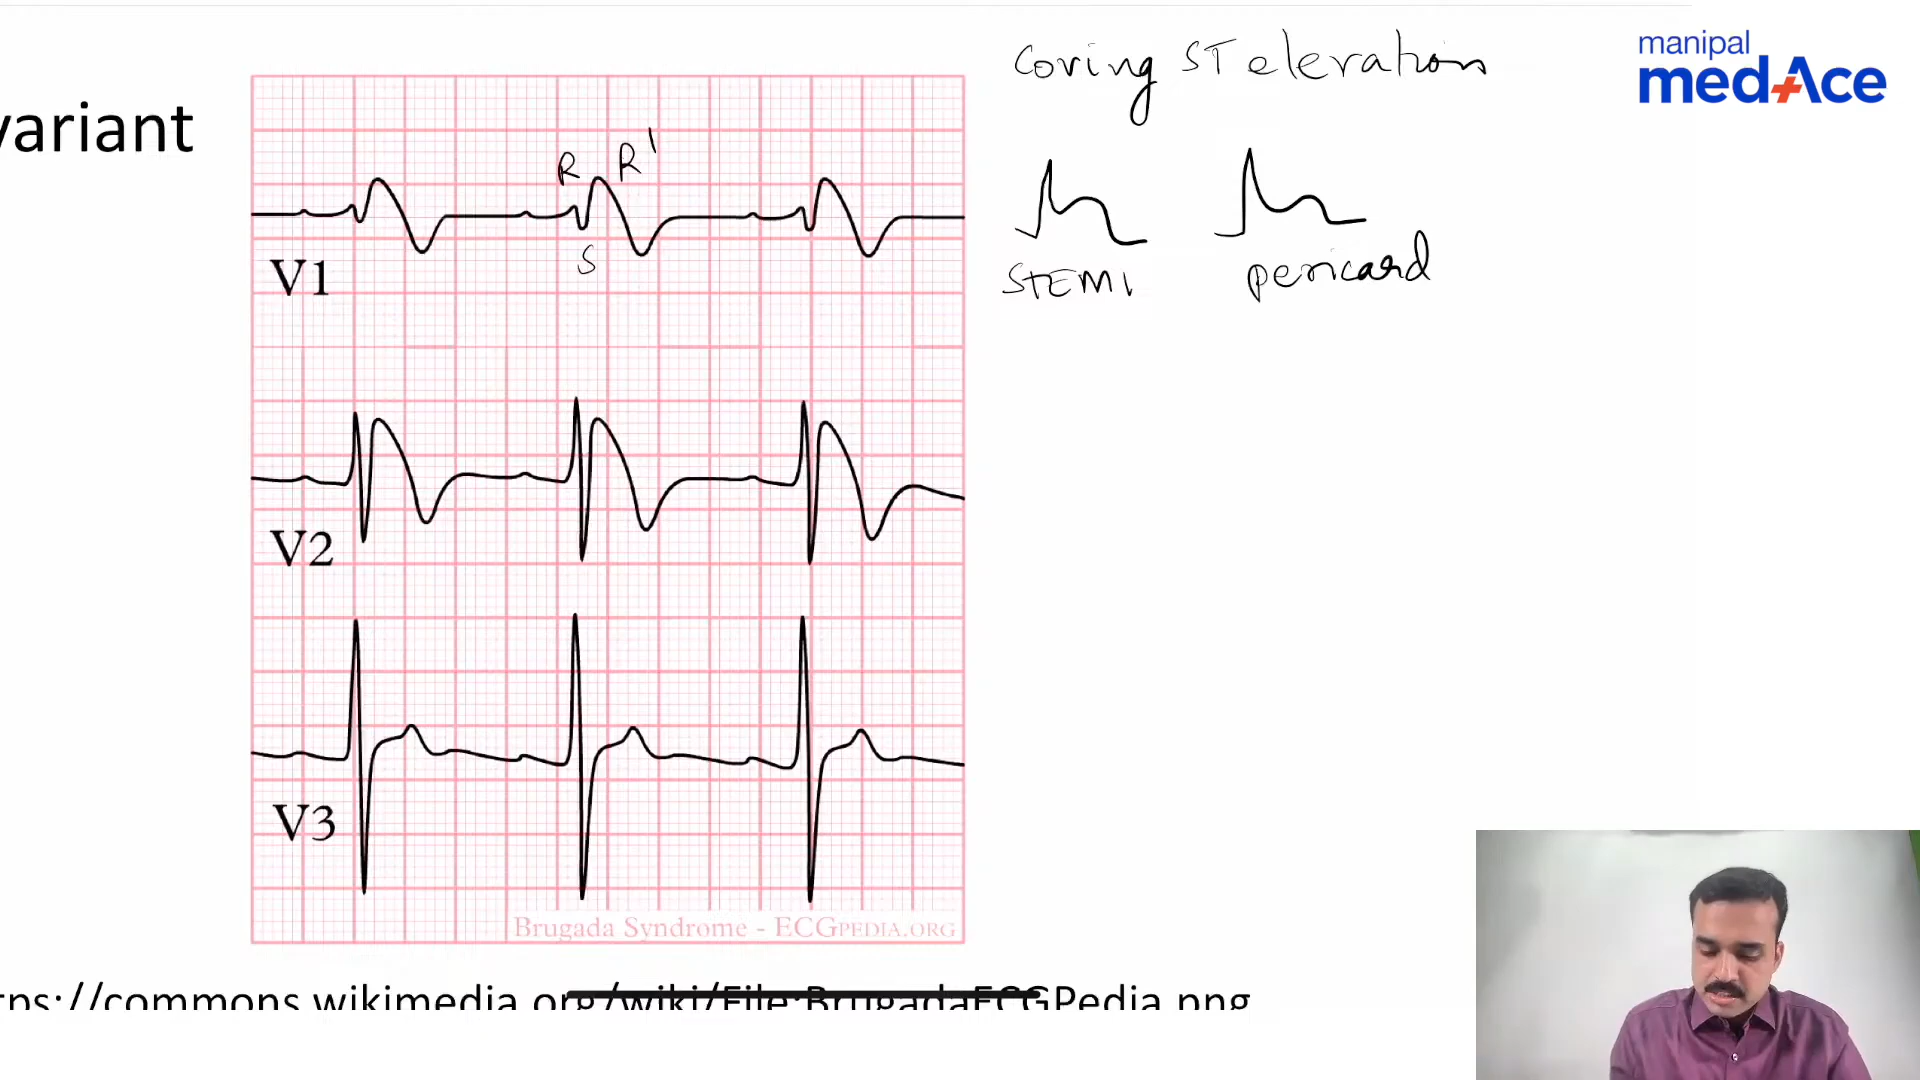 coving ST elevation
manipal
medAce
variant
R R'
S
V1
STEMI
pericard
V2
V3
Brugada Syndrome - ECGPEDIA.ORG
tps://commons.wikimedia.org/wiki/File:BrugadaECGPedia.png